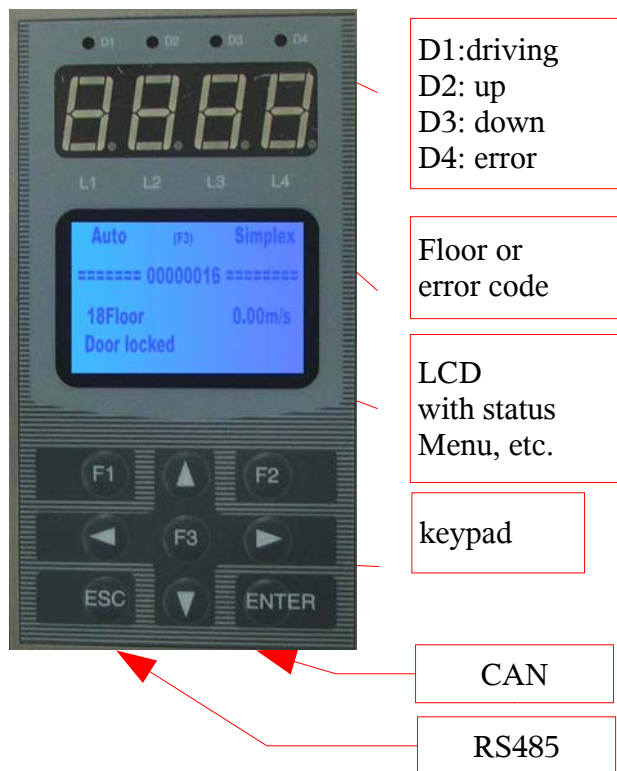 D1 D2 D3 D4
L1 L2 L3 L4
Auto (F3) Simplex
======= 00000016 ========
18Floor 0.00m/s
Door locked
F1 F2
F3
ESC ENTER
D1:driving
D2: up
D3: down
D4: error
Floor or
error code
LCD
with status
Menu, etc.
keypad
CAN
RS485